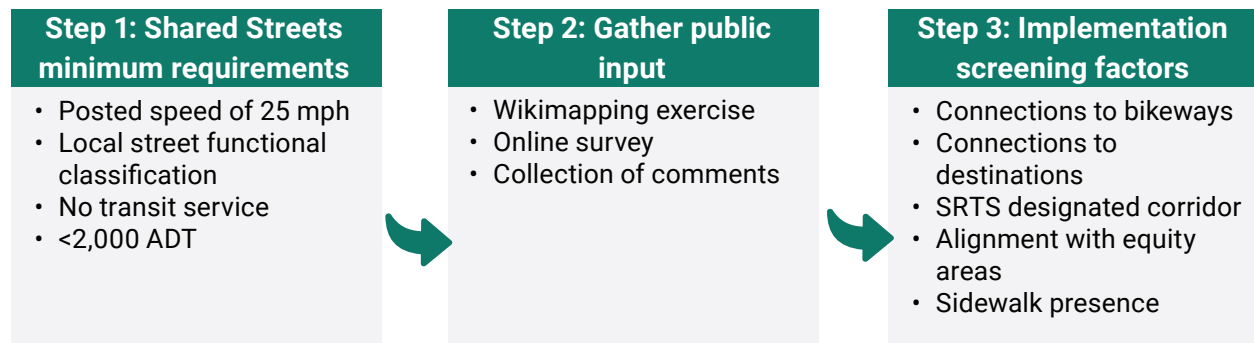 Step 1: Shared Streets
minimum requirements
• Posted speed of 25 mph
• Local street functional
classification
• No transit service
• <2,000 ADT
Step 2: Gather public
input
• Wikimapping exercise
• Online survey
• Collection of comments
Step 3: Implementation
screening factors
• Connections to bikeways
• Connections to
destinations
• SRTS designated corridor
• Alignment with equity
areas
• Sidewalk presence